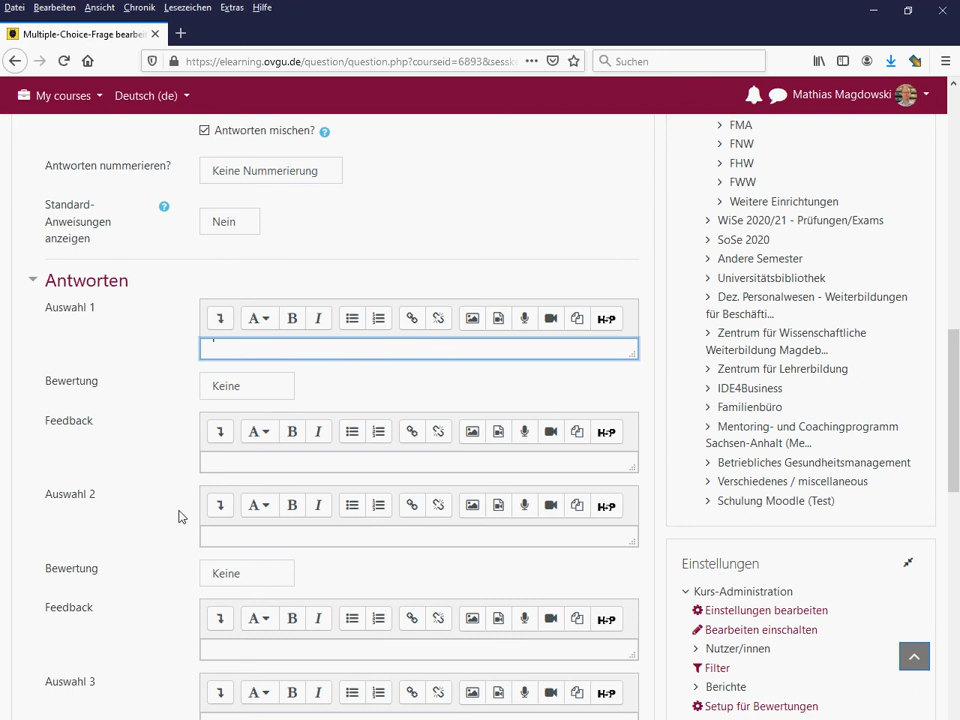 Datei Bearbeiten Ansicht Chronik Lesezeichen Extras Hilfe
Multiple-Choice-Frage bearbei
https://elearning.ovgu.de/question/question.php?courseid=6893&sessk
Suchen
My courses Deutsch (de)
Mathias Magdowski
Antworten mischen?
Antworten nummerieren?
Keine Nummerierung
Standard-
Anweisungen
anzeigen
Nein
Antworten
Auswahl 1
A B I H-P
Bewertung
Keine
Feedback
A B I H-P
Auswahl 2
A B I H-P
Bewertung
Keine
Feedback
A B I H-P
Auswahl 3
A B I H-P
FMA
FNW
FHW
FWW
Weitere Einrichtungen
WiSe 2020/21 - Prüfungen/Exams
SoSe 2020
Andere Semester
Universitätsbibliothek
Dez. Personalwesen - Weiterbildungen
für Beschäfti...
Zentrum für Wissenschaftliche
Weiterbildung Magdeb...
Zentrum für Lehrerbildung
IDE4Business
Familienbüro
Mentoring- und Coachingprogramm
Sachsen-Anhalt (Me...
Betriebliches Gesundheitsmanagement
Verschiedenes / miscellaneous
Schulung Moodle (Test)
Einstellungen
Kurs-Administration
Einstellungen bearbeiten
Bearbeiten einschalten
Nutzer/innen
Filter
Berichte
Setup für Bewertungen